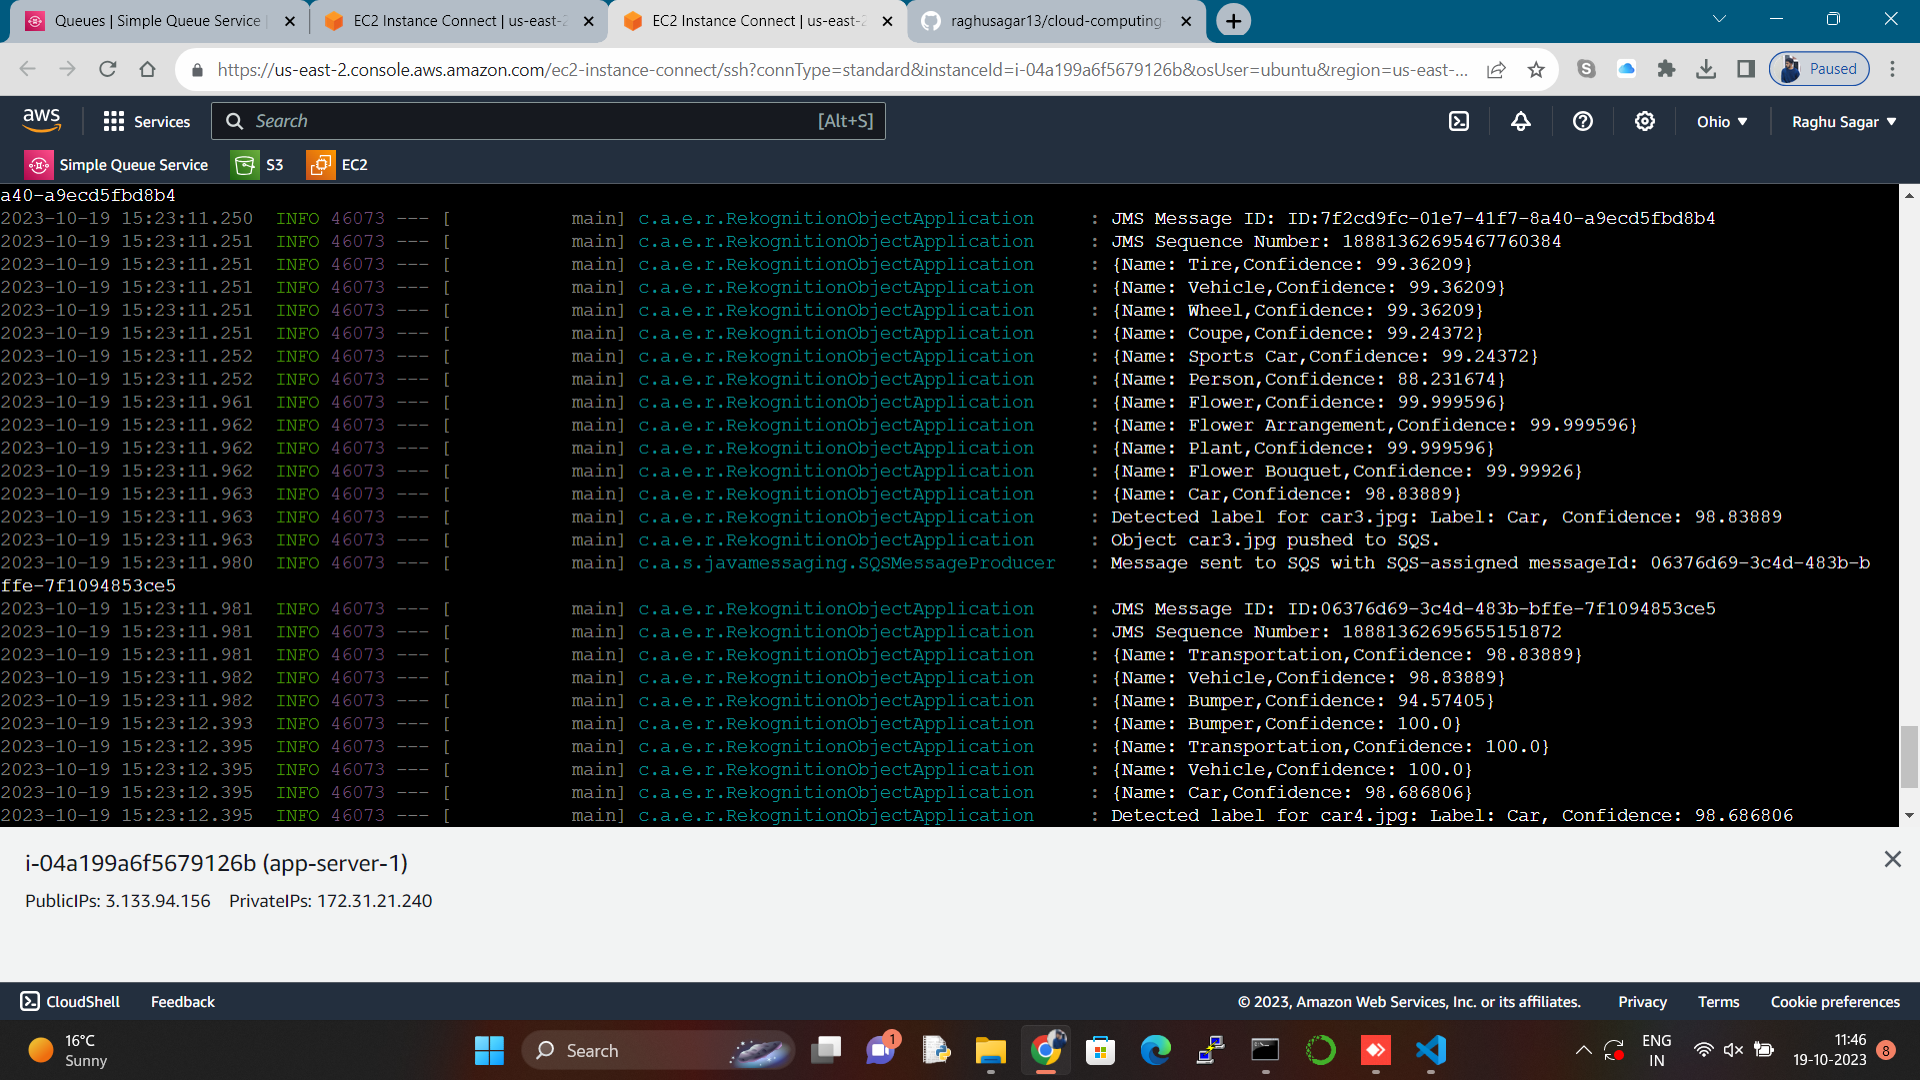 Queues | Simple Queue Service |
EC2 Instance Connect | us-east-2
EC2 Instance Connect | us-east-2
raghusagar13/cloud-computing
https://us-east-2.console.aws.amazon.com/ec2-instance-connect/ssh?connType=standard&instanceId=i-04a199a6f5679126b&osUser=ubuntu&region=us-east-...
Paused
aws
Services
Search
[Alt+S]
Ohio
Raghu Sagar
Simple Queue Service
S3
EC2
a40-a9ecd5fbd8b4
2023-10-19 15:23:11.250 INFO 46073 --- [ main] c.a.e.r.RekognitionObjectApplication : JMS Message ID: ID:7f2cd9fc-01e7-41f7-8a40-a9ecd5fbd8b4
2023-10-19 15:23:11.251 INFO 46073 --- [ main] c.a.e.r.RekognitionObjectApplication : JMS Sequence Number: 18881362695467760384
2023-10-19 15:23:11.251 INFO 46073 --- [ main] c.a.e.r.RekognitionObjectApplication : {Name: Tire,Confidence: 99.36209}
2023-10-19 15:23:11.251 INFO 46073 --- [ main] c.a.e.r.RekognitionObjectApplication : {Name: Vehicle,Confidence: 99.36209}
2023-10-19 15:23:11.251 INFO 46073 --- [ main] c.a.e.r.RekognitionObjectApplication : {Name: Wheel,Confidence: 99.36209}
2023-10-19 15:23:11.251 INFO 46073 --- [ main] c.a.e.r.RekognitionObjectApplication : {Name: Coupe,Confidence: 99.24372}
2023-10-19 15:23:11.252 INFO 46073 --- [ main] c.a.e.r.RekognitionObjectApplication : {Name: Sports Car,Confidence: 99.24372}
2023-10-19 15:23:11.252 INFO 46073 --- [ main] c.a.e.r.RekognitionObjectApplication : {Name: Person,Confidence: 88.231674}
2023-10-19 15:23:11.961 INFO 46073 --- [ main] c.a.e.r.RekognitionObjectApplication : {Name: Flower,Confidence: 99.999596}
2023-10-19 15:23:11.962 INFO 46073 --- [ main] c.a.e.r.RekognitionObjectApplication : {Name: Flower Arrangement,Confidence: 99.999596}
2023-10-19 15:23:11.962 INFO 46073 --- [ main] c.a.e.r.RekognitionObjectApplication : {Name: Plant,Confidence: 99.999596}
2023-10-19 15:23:11.962 INFO 46073 --- [ main] c.a.e.r.RekognitionObjectApplication : {Name: Flower Bouquet,Confidence: 99.99926}
2023-10-19 15:23:11.963 INFO 46073 --- [ main] c.a.e.r.RekognitionObjectApplication : {Name: Car,Confidence: 98.83889}
2023-10-19 15:23:11.963 INFO 46073 --- [ main] c.a.e.r.RekognitionObjectApplication : Detected label for car3.jpg: Label: Car, Confidence: 98.83889
2023-10-19 15:23:11.963 INFO 46073 --- [ main] c.a.e.r.RekognitionObjectApplication : Object car3.jpg pushed to SQS.
2023-10-19 15:23:11.980 INFO 46073 --- [ main] c.a.s.javamessaging.SQSMessageProducer : Message sent to SQS with SQS-assigned messageId: 06376d69-3c4d-483b-b
ffe-7f1094853ce5
2023-10-19 15:23:11.981 INFO 46073 --- [ main] c.a.e.r.RekognitionObjectApplication : JMS Message ID: ID:06376d69-3c4d-483b-bffe-7f1094853ce5
2023-10-19 15:23:11.981 INFO 46073 --- [ main] c.a.e.r.RekognitionObjectApplication : JMS Sequence Number: 18881362695655151872
2023-10-19 15:23:11.981 INFO 46073 --- [ main] c.a.e.r.RekognitionObjectApplication : {Name: Transportation,Confidence: 98.83889}
2023-10-19 15:23:11.982 INFO 46073 --- [ main] c.a.e.r.RekognitionObjectApplication : {Name: Vehicle,Confidence: 98.83889}
2023-10-19 15:23:11.982 INFO 46073 --- [ main] c.a.e.r.RekognitionObjectApplication : {Name: Bumper,Confidence: 94.57405}
2023-10-19 15:23:12.393 INFO 46073 --- [ main] c.a.e.r.RekognitionObjectApplication : {Name: Bumper,Confidence: 100.0}
2023-10-19 15:23:12.395 INFO 46073 --- [ main] c.a.e.r.RekognitionObjectApplication : {Name: Transportation,Confidence: 100.0}
2023-10-19 15:23:12.395 INFO 46073 --- [ main] c.a.e.r.RekognitionObjectApplication : {Name: Vehicle,Confidence: 100.0}
2023-10-19 15:23:12.395 INFO 46073 --- [ main] c.a.e.r.RekognitionObjectApplication : {Name: Car,Confidence: 98.686806}
2023-10-19 15:23:12.395 INFO 46073 --- [ main] c.a.e.r.RekognitionObjectApplication : Detected label for car4.jpg: Label: Car, Confidence: 98.686806
i-04a199a6f5679126b (app-server-1)
PublicIPs: 3.133.94.156 PrivateIPs: 172.31.21.240
CloudShell
Feedback
© 2023, Amazon Web Services, Inc. or its affiliates.
Privacy
Terms
Cookie preferences
16°C
Sunny
Search
1
ENG
IN
11:46
19-10-2023
8